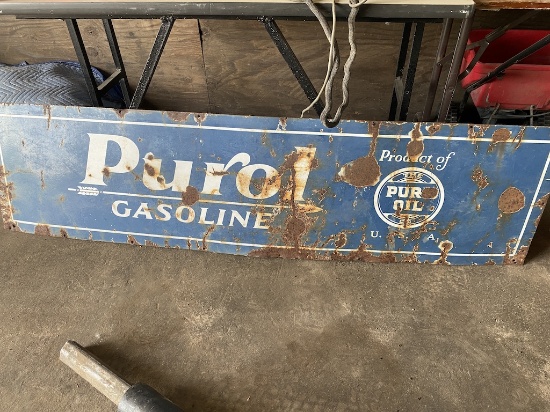 Purol
GASOLINE
Product of
PURE
OIL
U. S. A.